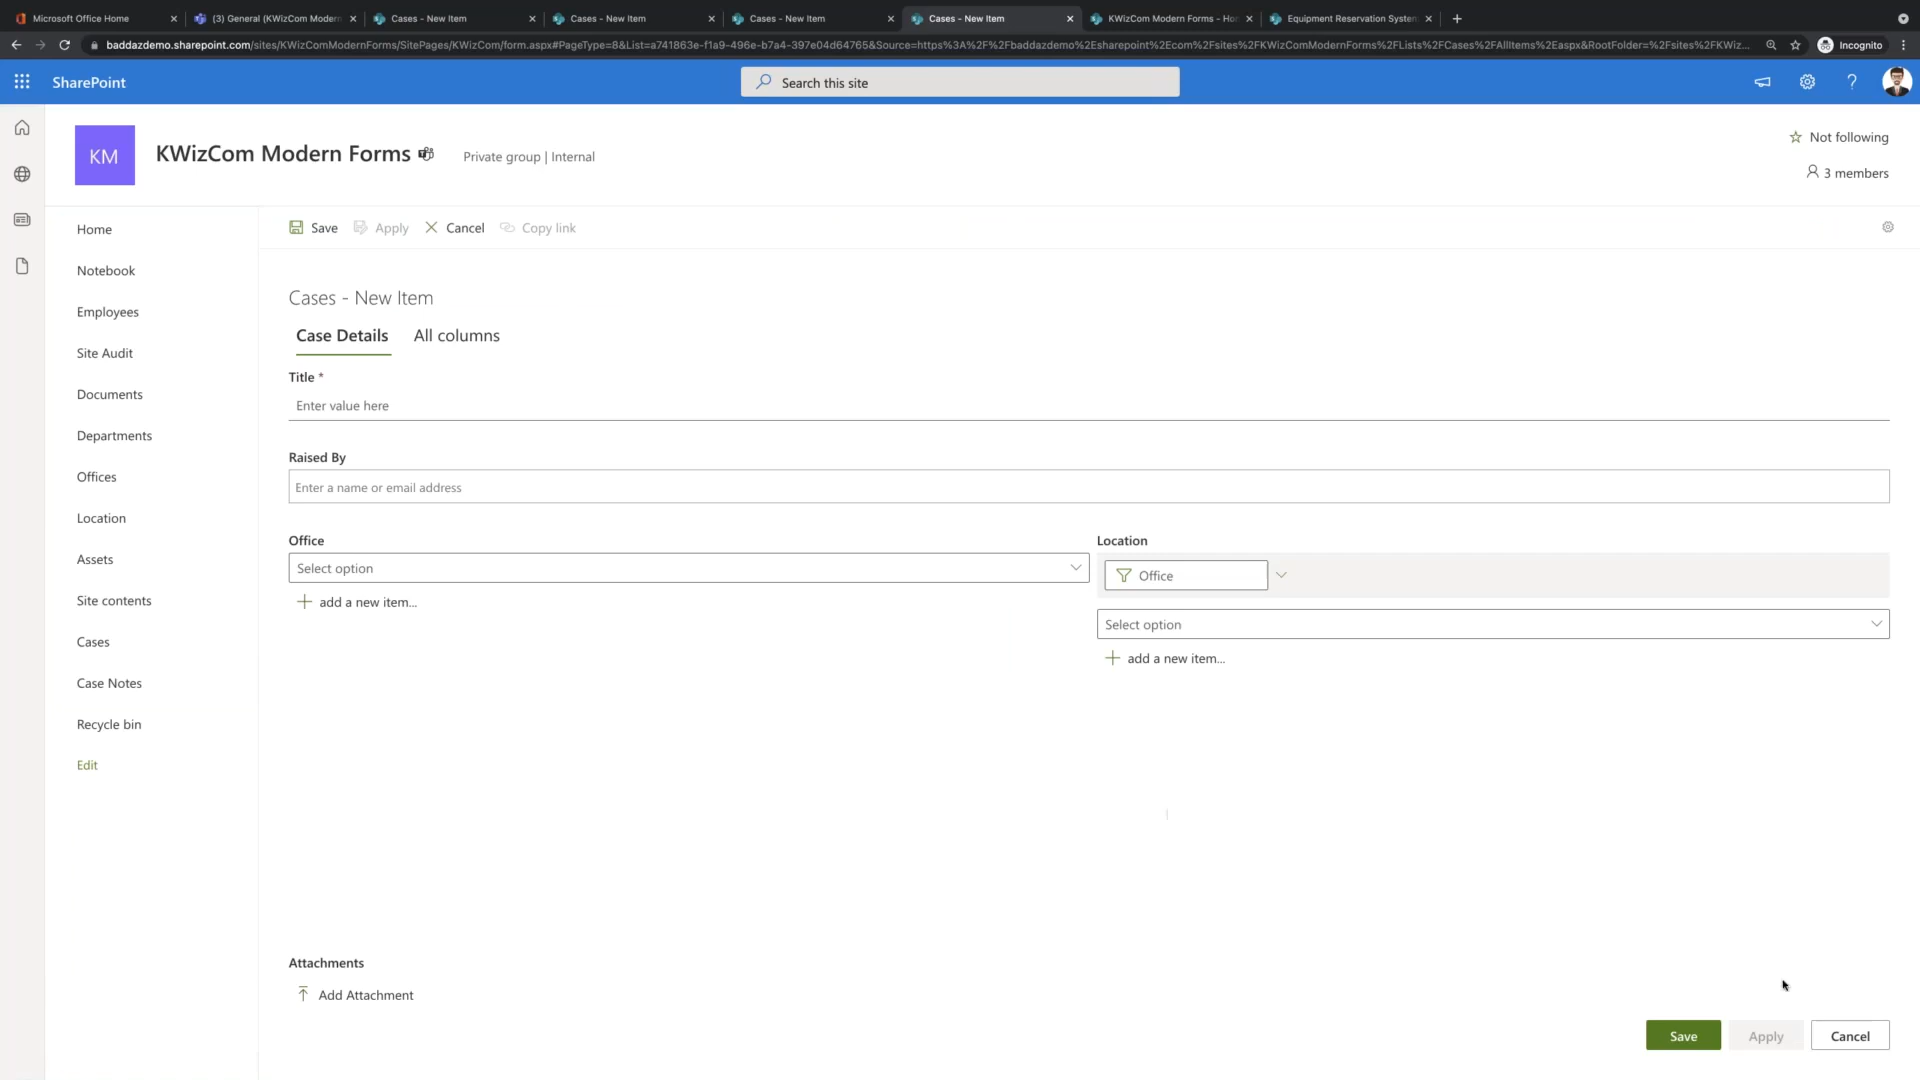 Microsoft Office Home
(3) General (KWizCom Modern
Cases - New Item
Cases - New Item
Cases - New Item
Cases - New Item
KWizCom Modern Forms - Ho
Equipment Reservation System
baddazdemo.sharepoint.com/sites/KWizComModernForms/SitePages/KWizCom/form.aspx#PageType=8&List=a741863e-f1a9-496e-b7a4-397e04d64765&Source=https%3A%2F%2Fbaddazdemo%2Esharepoint%2Ecom%2Fsites%2FKWizComModernForms%2FLists%2FCases%2FAllItems%2Easpx&RootFolder=%2Fsites%2FKWiz...
Incognito
SharePoint
Search this site
KM
KWizCom Modern Forms
Private group | Internal
Not following
3 members
Home
Notebook
Employees
Site Audit
Documents
Departments
Offices
Location
Assets
Site contents
Cases
Case Notes
Recycle bin
Edit
Save
Apply
Cancel
Copy link
Cases - New Item
Case Details
All columns
Title *
Enter value here
Raised By
Enter a name or email address
Office
Select option
add a new item...
Location
Office
Select option
add a new item...
Attachments
Add Attachment
Save
Apply
Cancel